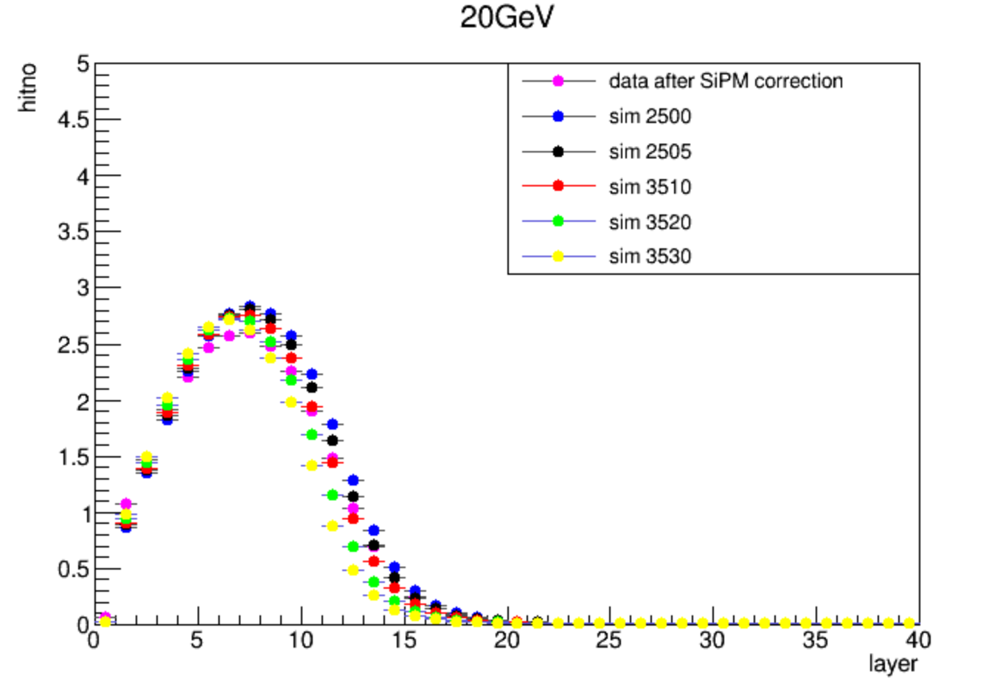 20GeV
hitno
5
4.5
4
3.5
3
2.5
2
1.5
1
0.5
0
data after SiPM correction
sim 2500
sim 2505
sim 3510
sim 3520
sim 3530
0 5 10 15 20 25 30 35 40
layer